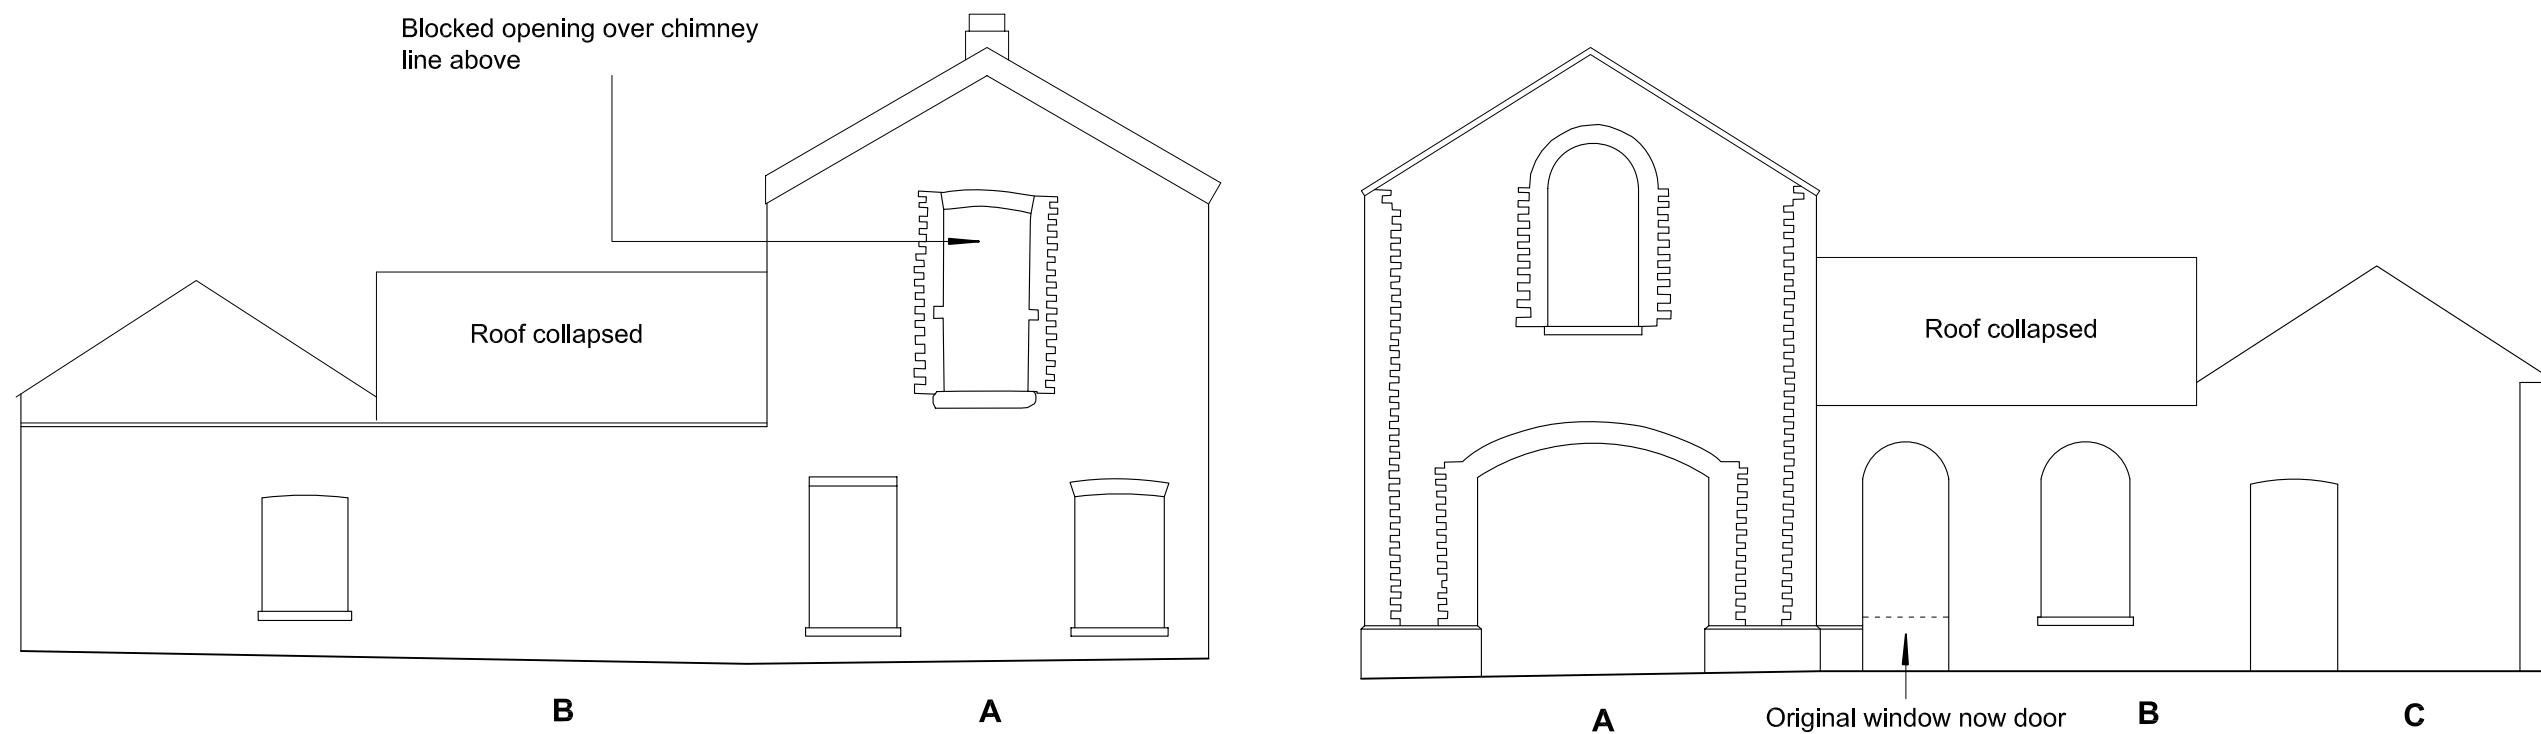 Blocked opening over chimney
line above
Roof collapsed
B
A
Roof collapsed
A
Original window now door
B
C